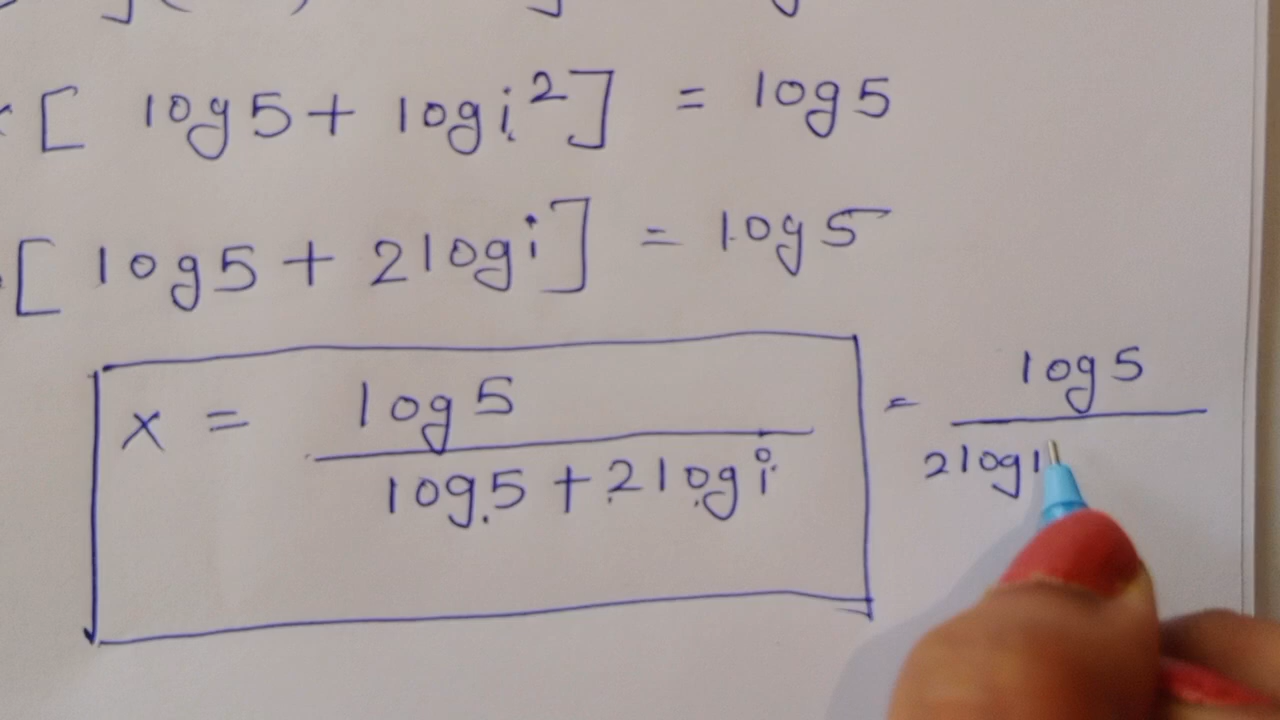 [ log5 + logi² ] = log5
[ log5 + 2logi ] = log5
x = log5 / log5 + 2logi = log5 / 2logi